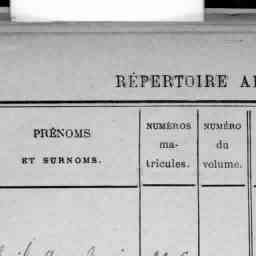 RÉPERTOIRE A
PRÉNOMS
ET SURNOMS.
NUMÉROS
ma-
tricules.
NUMÉRO
du
volume.